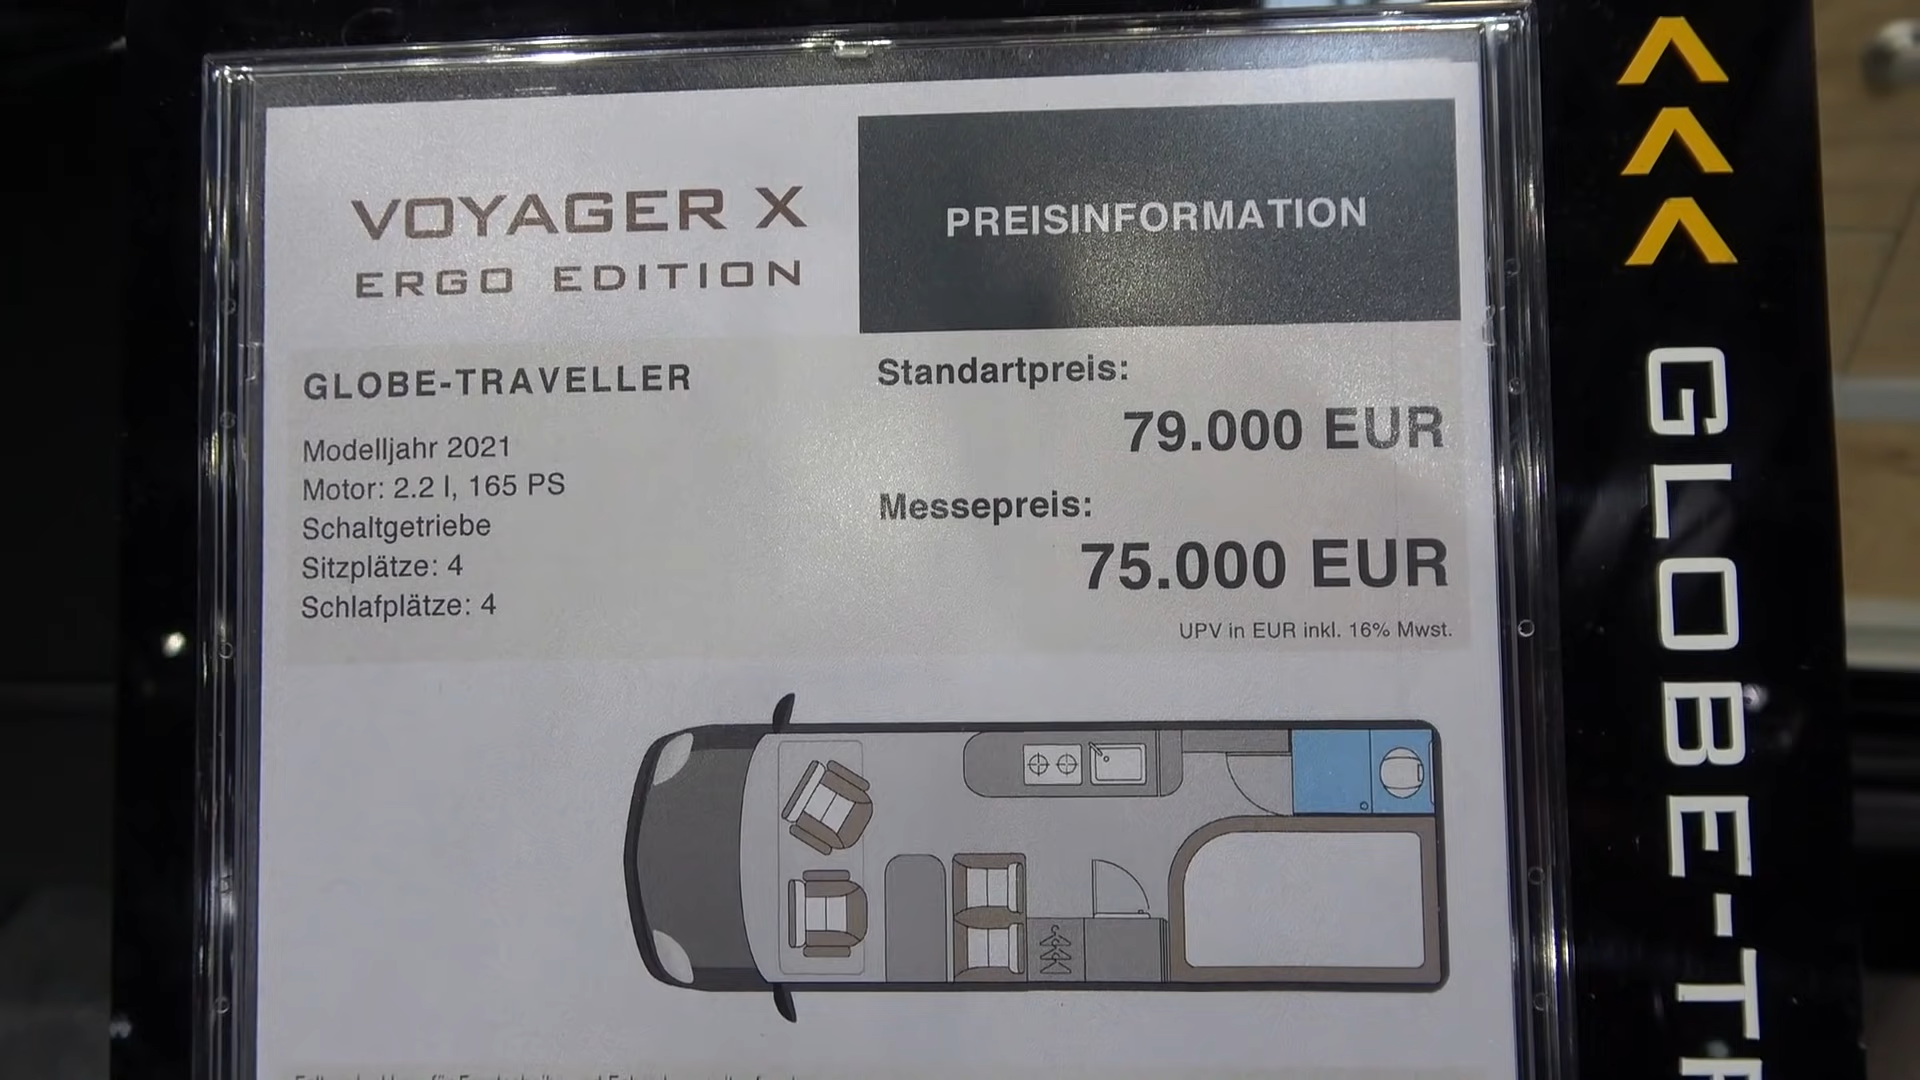 VOYAGER X
ERGO EDITION
PREISINFORMATION
GLOBE-TRAVELLER
Modelljahr 2021
Motor: 2.2 l, 165 PS
Schaltgetriebe
Sitzplätze: 4
Schlafplätze: 4
Standartpreis:
79.000 EUR
Messepreis:
75.000 EUR
UPV in EUR inkl. 16% Mwst.
GLOBE-T